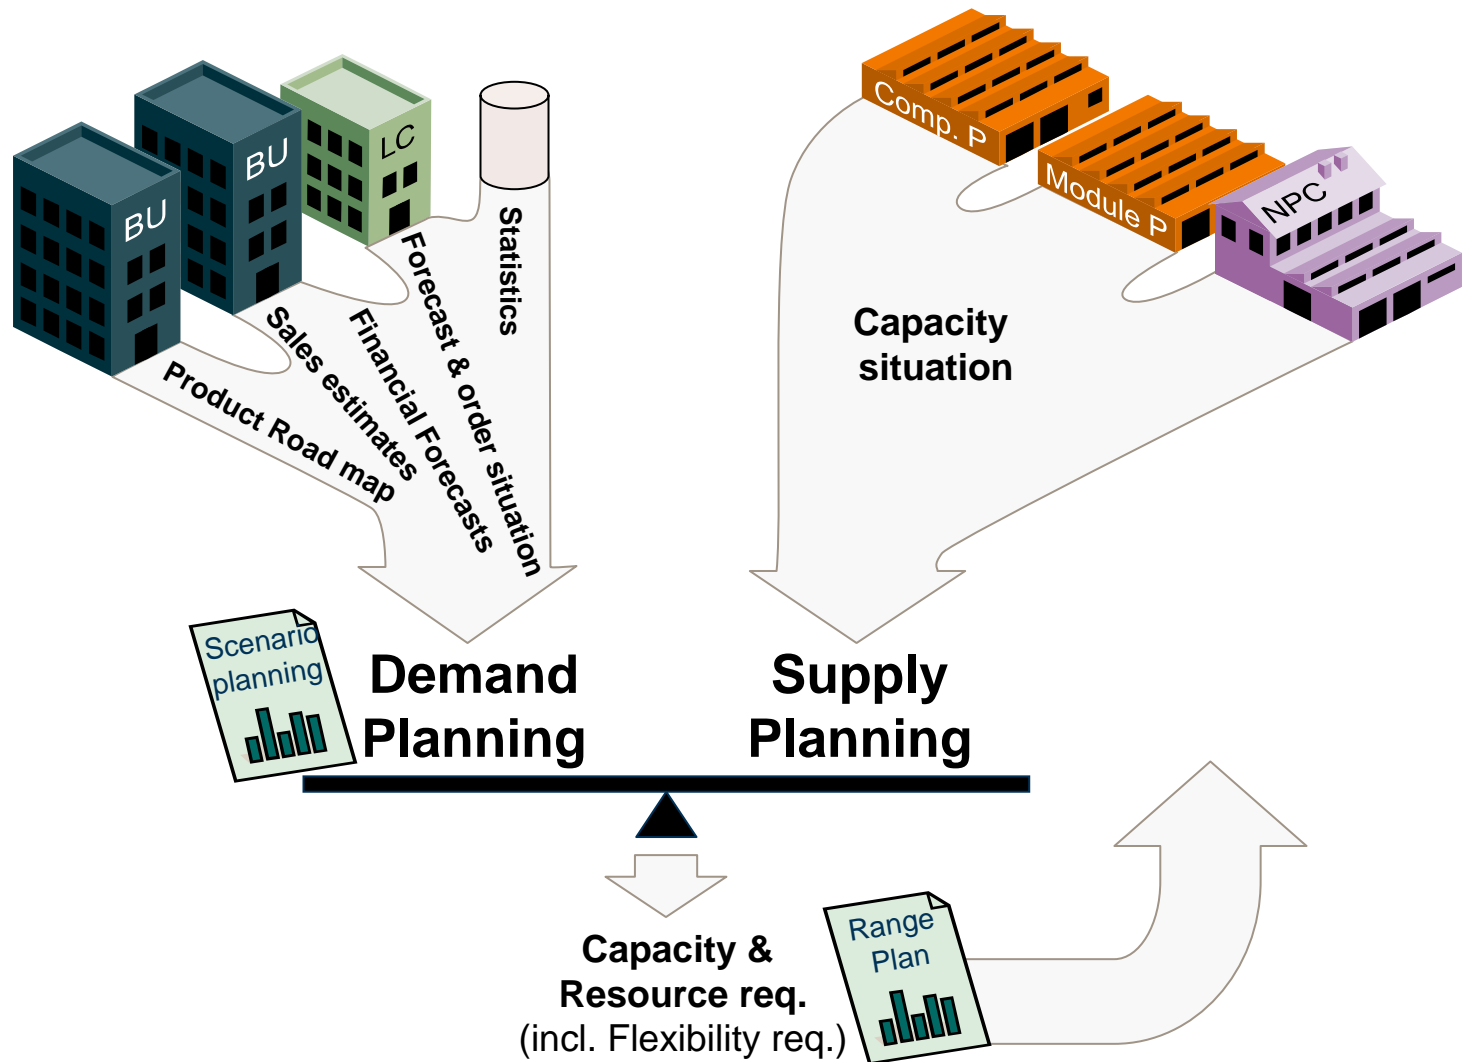 BU
BU
LC
Statistics
Forecast & order situation
Financial Forecasts
Sales estimates
Product Road map
Comp. P
Module P
NPC
Capacity
situation
Scenario
planning
Demand
Planning
Supply
Planning
Capacity &
Resource req.
(incl. Flexibility req.)
Range
Plan